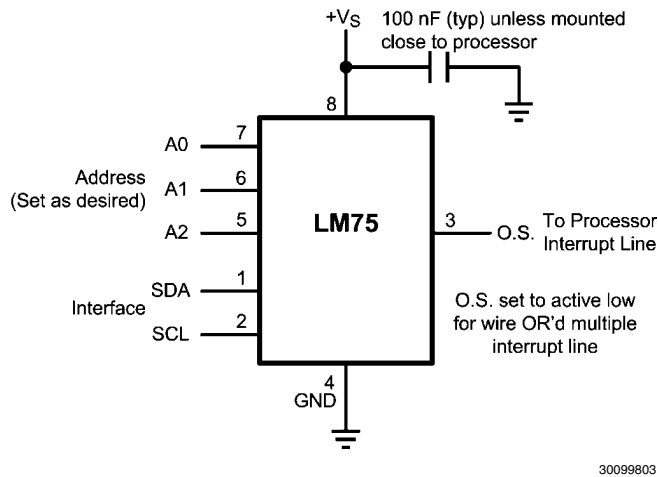 +VS
100 nF (typ) unless mounted
close to processor
8
A0
7
Address
(Set as desired)
A1
6
A2
5
LM75
3
O.S.
To Processor
Interrupt Line
SDA
1
Interface
SCL
2
O.S. set to active low
for wire OR'd multiple
interrupt line
4
GND
30099803